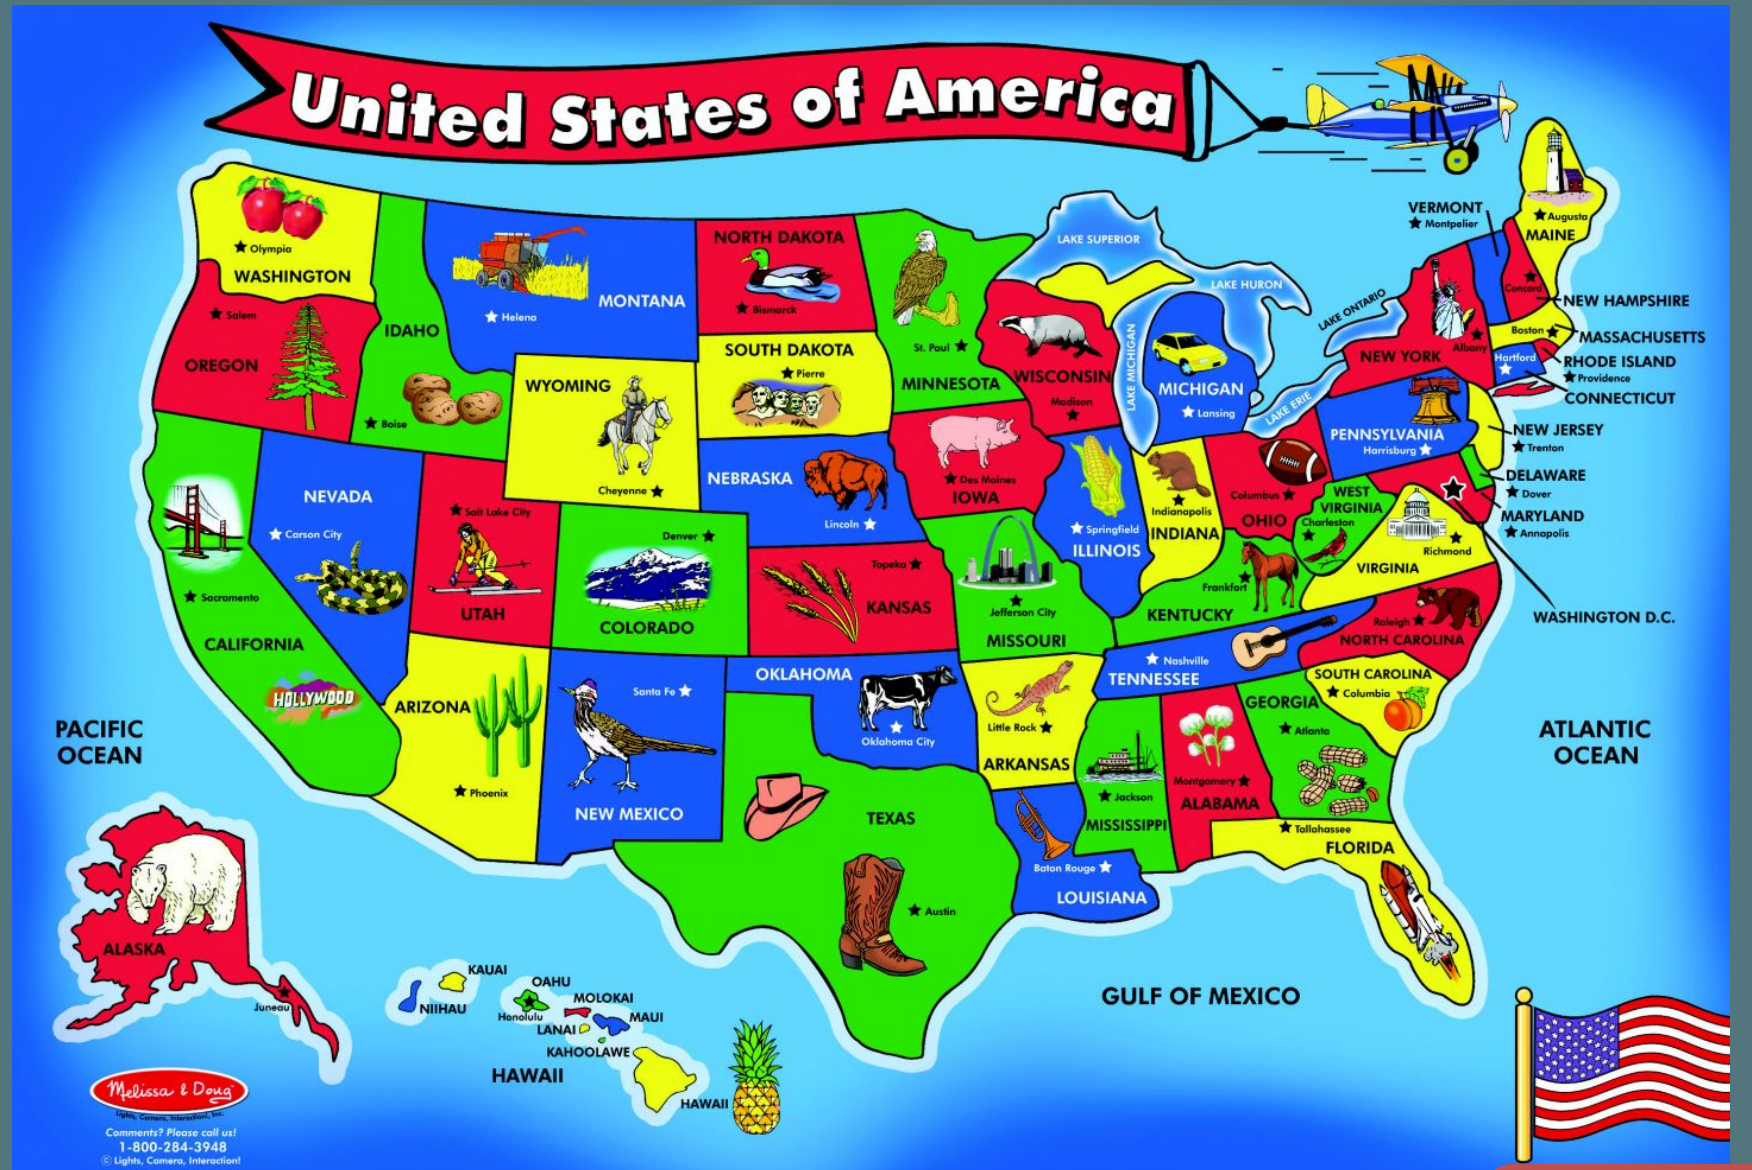 United States of America
Olympia
WASHINGTON
Salem
OREGON
IDAHO
Boise
MONTANA
Helena
WYOMING
Cheyenne
NORTH DAKOTA
Bismarck
SOUTH DAKOTA
Pierre
St. Paul
MINNESOTA
WISCONSIN
Madison
LAKE SUPERIOR
LAKE HURON
LAKE MICHIGAN
LAKE ONTARIO
LAKE ERIE
MICHIGAN
Lansing
VERMONT
Montpelier
Augusta
MAINE
Concord
NEW HAMPSHIRE
Boston
MASSACHUSETTS
Albany
NEW YORK
Hartford
RHODE ISLAND
Providence
CONNECTICUT
PENNSYLVANIA
Harrisburg
NEW JERSEY
Trenton
DELAWARE
Dover
MARYLAND
Annapolis
WASHINGTON D.C.
NEVADA
Carson City
Sacramento
CALIFORNIA
HOLLYWOOD
Salt Lake City
UTAH
Denver
COLORADO
NEBRASKA
Lincoln
Topeka
KANSAS
Des Moines
IOWA
Jefferson City
MISSOURI
Springfield
ILLINOIS
Indianapolis
INDIANA
Columbus
OHIO
WEST
VIRGINIA
Charleston
Richmond
VIRGINIA
Frankfort
KENTUCKY
Nashville
TENNESSEE
Raleigh
NORTH CAROLINA
SOUTH CAROLINA
Columbia
GEORGIA
Atlanta
ARIZONA
Phoenix
Santa Fe
NEW MEXICO
OKLAHOMA
Oklahoma City
Little Rock
ARKANSAS
TEXAS
Austin
Jackson
MISSISSIPPI
Montgomery
ALABAMA
Baton Rouge
LOUISIANA
Tallahassee
FLORIDA
PACIFIC
OCEAN
ATLANTIC
OCEAN
GULF OF MEXICO
ALASKA
Juneau
KAUAI
NIIHAU
OAHU
Honolulu
MOLOKAI
LANAI
MAUI
KAHOOLAWE
HAWAII
HAWAII
Melissa & Doug
Lights, Camera, Interaction!, Inc.
Comments? Please call us!
1-800-284-3948
© Lights, Camera, Interaction!